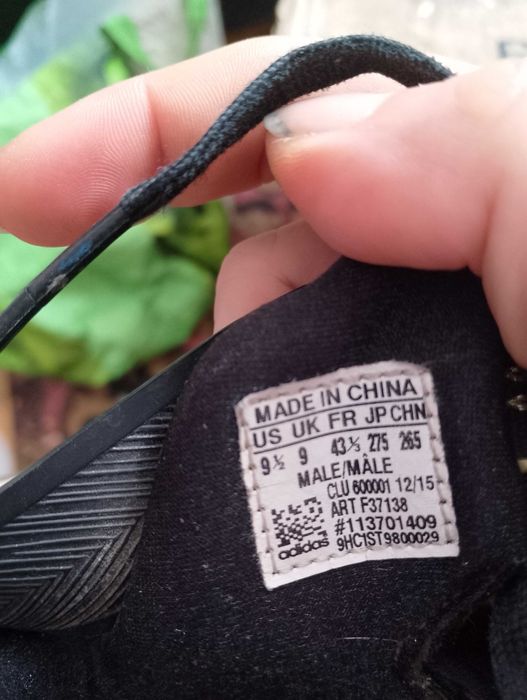 MADE IN CHINA
US UK FR JP CHN
9½ 9 43⅓ 275 265
MALE/MÂLE
CLU 600001 12/15
ART F37138
#113701409
adidas 9HC1ST9800029